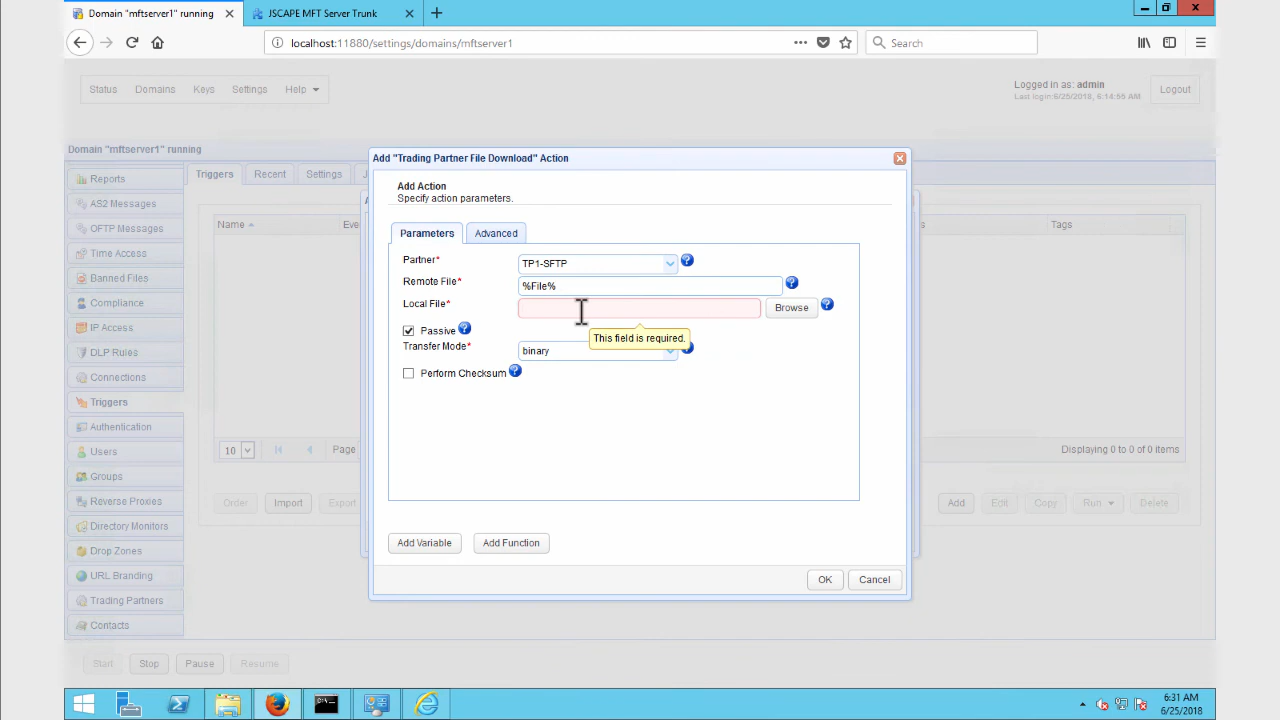 Domain "mftserver1" running
JSCAPE MFT Server Trunk
localhost:11880/settings/domains/mftserver1
Search
Status Domains Keys Settings Help
Logged in as: admin
Last login:6/25/2018, 6:14:55 AM
Logout
Domain "mftserver1" running
Reports
AS2 Messages
OFTP Messages
Time Access
Banned Files
Compliance
IP Access
DLP Rules
Connections
Triggers
Authentication
Users
Groups
Reverse Proxies
Directory Monitors
Drop Zones
URL Branding
Trading Partners
Contacts
Triggers Recent Settings
Name
Tags
10
Page
Displaying 0 to 0 of 0 items
Order Import Export
Add Edit Copy Run Delete
Add "Trading Partner File Download" Action
Add Action
Specify action parameters.
Parameters Advanced
Partner* TP1-SFTP
Remote File* %File%
Local File* Browse
Passive
This field is required.
Transfer Mode* binary
Perform Checksum
Add Variable Add Function
OK Cancel
Start Stop Pause Resume
6:31 AM
6/25/2018